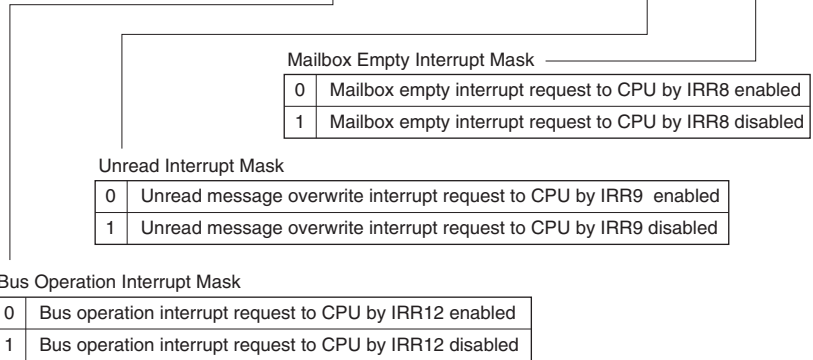 Mailbox Empty Interrupt Mask
0 Mailbox empty interrupt request to CPU by IRR8 enabled
1 Mailbox empty interrupt request to CPU by IRR8 disabled
Unread Interrupt Mask
0 Unread message overwrite interrupt request to CPU by IRR9 enabled
1 Unread message overwrite interrupt request to CPU by IRR9 disabled
Bus Operation Interrupt Mask
0 Bus operation interrupt request to CPU by IRR12 enabled
1 Bus operation interrupt request to CPU by IRR12 disabled